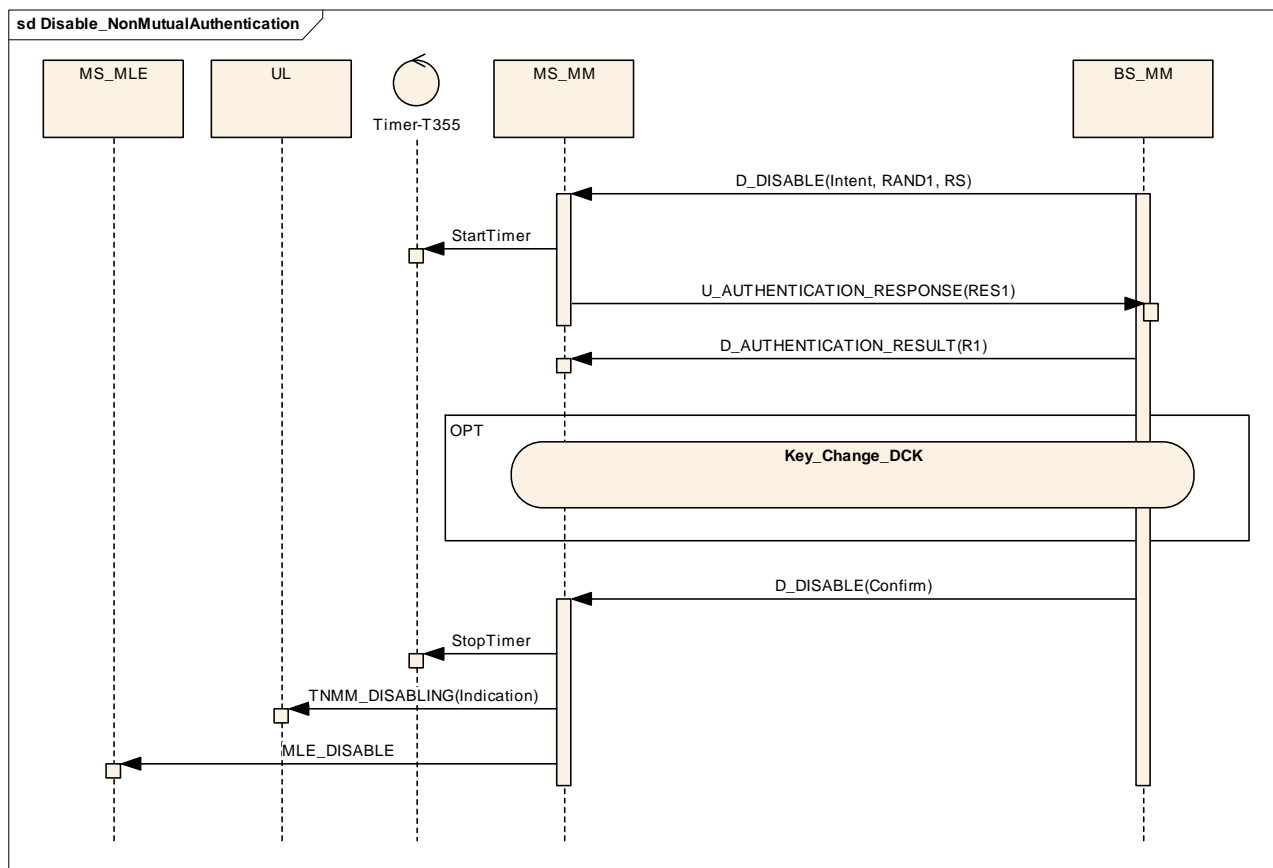 sd Disable_NonMutualAuthentication
MS_MLE
UL
Timer-T355
MS_MM
BS_MM
D_DISABLE(Intent, RAND1, RS)
StartTimer
U_AUTHENTICATION_RESPONSE(RES1)
D_AUTHENTICATION_RESULT(R1)
OPT
Key_Change_DCK
D_DISABLE(Confirm)
StopTimer
TNMM_DISABLING(Indication)
MLE_DISABLE